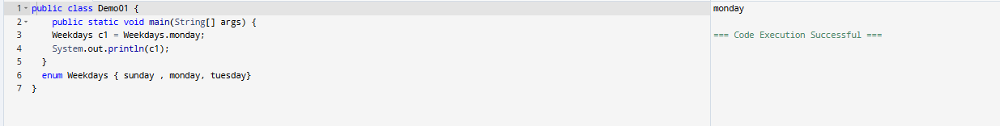 1 public class Demo01 {
2 public static void main(String[] args) {
3 Weekdays c1 = Weekdays.monday;
4 System.out.println(c1);
5 }
6 enum Weekdays { sunday , monday, tuesday}
7 }
monday
=== Code Execution Successful ===